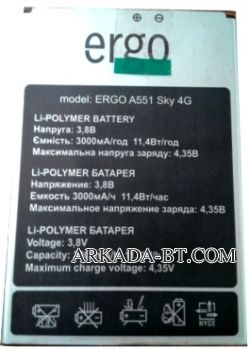 ergo
model: ERGO A551 Sky 4G
Li-POLYMER BATTERY
Напруга: 3,8В
Ємність: 3000мА/год 11,4Вт/год
Максимальна напруга заряду: 4,35В
Li-POLYMER БАТАРЕЯ
Напряжение: 3,8В
Емкость 3000мА/ч 11,4Вт/час
Максимальное напряжение заряда: 4,35В
Li-POLYMER БАТАРЕЯ
Voltage: 3,8V
ARKADA-BT.COM
Maximum charge voltage: 4,35V
NYCE